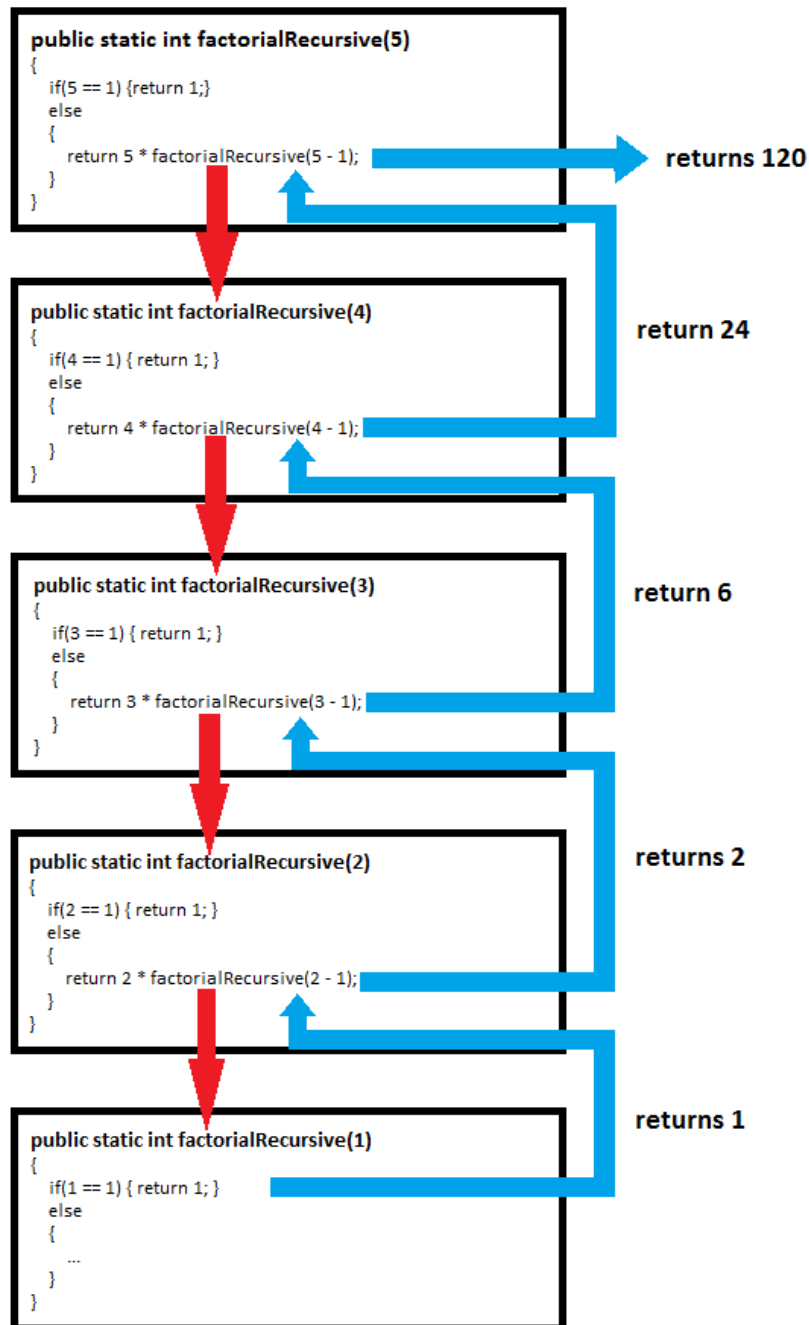 public static int factorialRecursive(5)
{
if(5 == 1) {return 1;}
else
{
return 5 * factorialRecursive(5 - 1);
}
}
returns 120
public static int factorialRecursive(4)
{
if(4 == 1) { return 1; }
else
{
return 4 * factorialRecursive(4 - 1);
}
}
return 24
public static int factorialRecursive(3)
{
if(3 == 1) { return 1; }
else
{
return 3 * factorialRecursive(3 - 1);
}
}
return 6
public static int factorialRecursive(2)
{
if(2 == 1) { return 1; }
else
{
return 2 * factorialRecursive(2 - 1);
}
}
returns 2
public static int factorialRecursive(1)
{
if(1 == 1) { return 1; }
else
{
...
}
}
returns 1